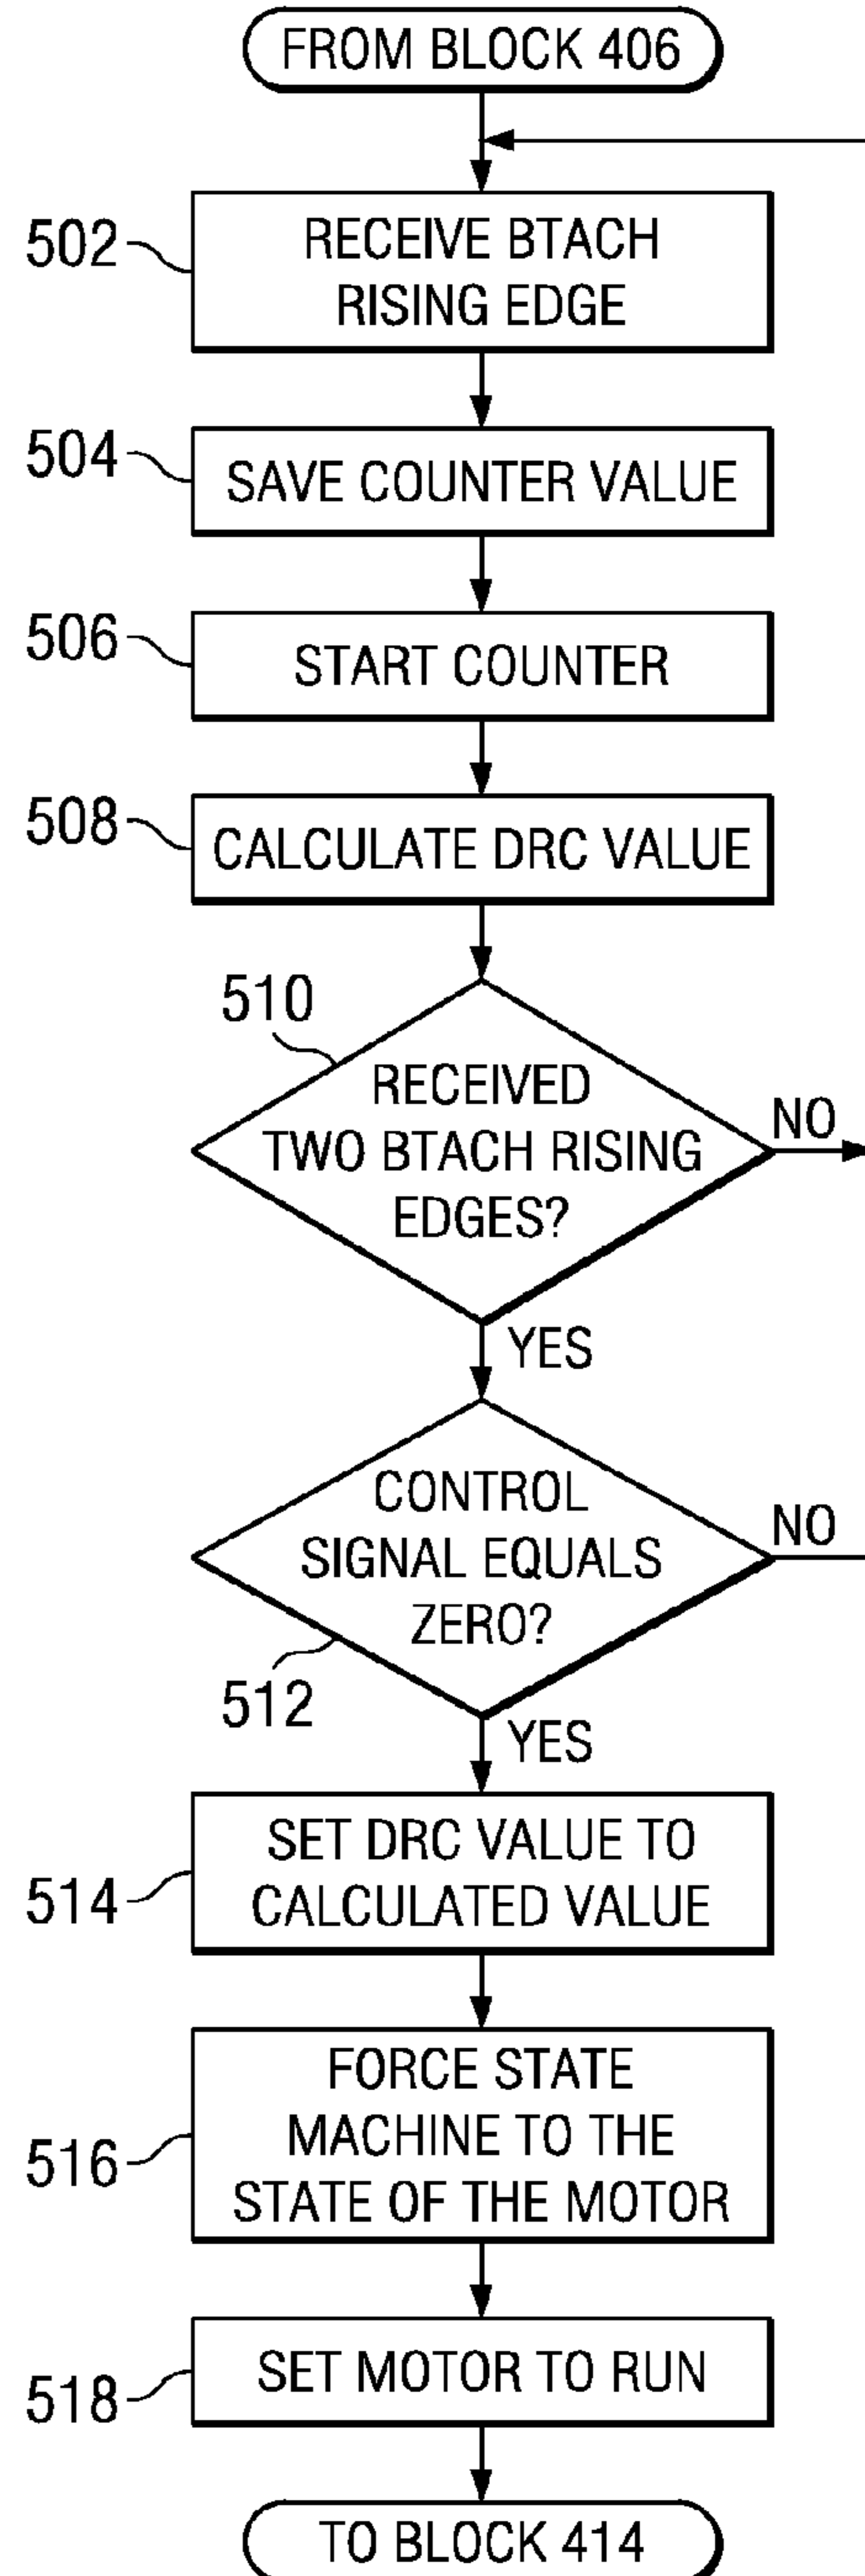 FROM BLOCK 406
502
RECEIVE BTACH
RISING EDGE
504
SAVE COUNTER VALUE
506
START COUNTER
508
CALCULATE DRC VALUE
510
RECEIVED
TWO BTACH RISING
EDGES?
NO
YES
CONTROL
SIGNAL EQUALS
ZERO?
NO
512
YES
514
SET DRC VALUE TO
CALCULATED VALUE
516
FORCE STATE
MACHINE TO THE
STATE OF THE MOTOR
518
SET MOTOR TO RUN
TO BLOCK 414